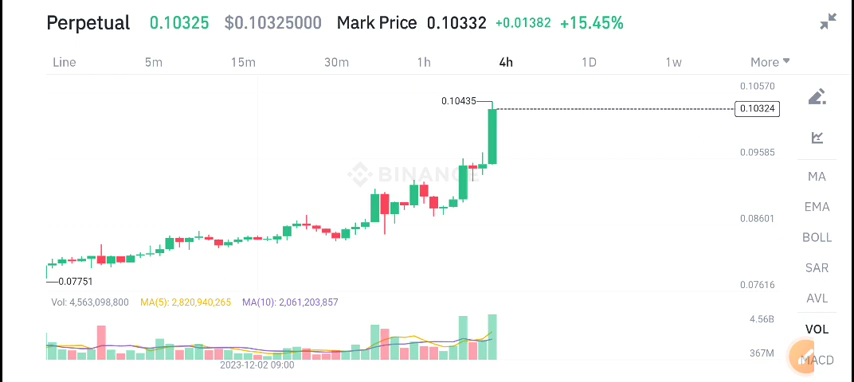 Perpetual 0.10325 $0.10325000 Mark Price 0.10332 +0.01382 +15.45%
Line 5m 15m 30m 1h 4h 1D 1w More
0.10570
0.10435
0.10324
0.09585
BINANCE
MA
EMA
0.08601
BOLL
SAR
0.07751
0.07616
AVL
Vol: 4,563,098,800 MA(5): 2,820,940,265 MA(10): 2,061,203,857
4.56B
VOL
367M
MACD
2023-12-02 09:00